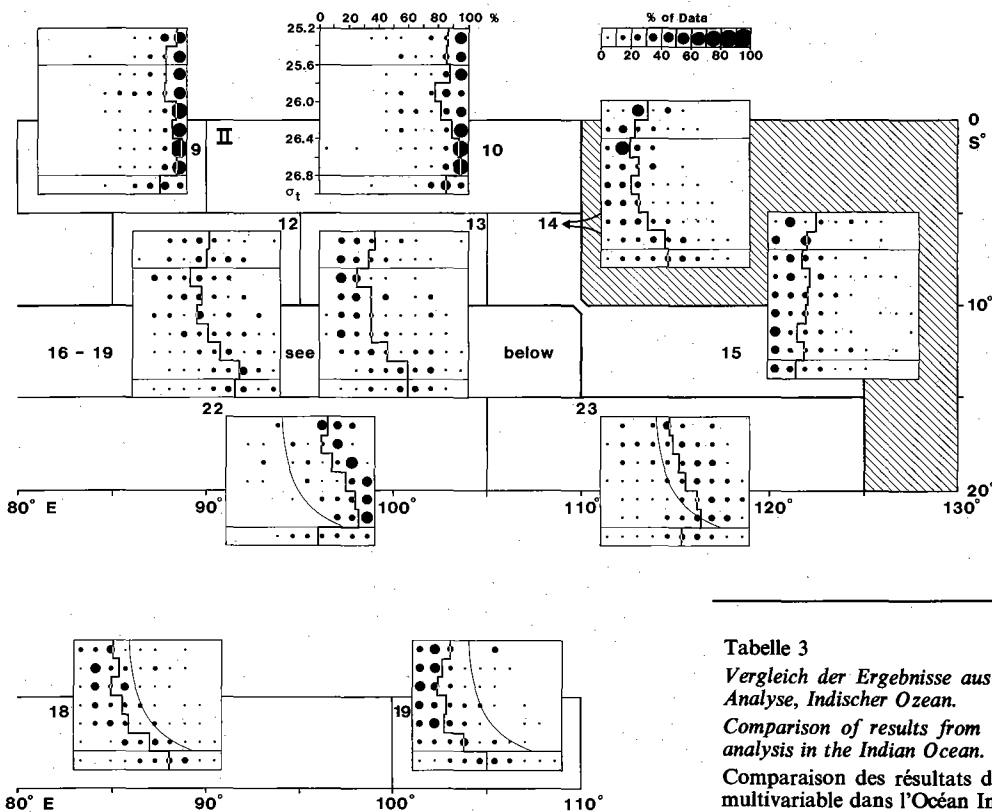 0 20 40 60 80 100 %
% of Data
0 20 40 60 80 100
25.2
25.6
26.0
26.4
26.8
σt
9
II
10
0
S°
12
13
14
10°
16 - 19
see
below
15
22
23
20°
80° E
90°
100°
110°
120°
130°
18
19
80° E
90°
100°
110°
Tabelle 3
Vergleich der Ergebnisse aus
Analyse, Indischer Ozean.
Comparison of results from
analysis in the Indian Ocean.
Comparaison des résultats d
multivariable dans l'Océan In